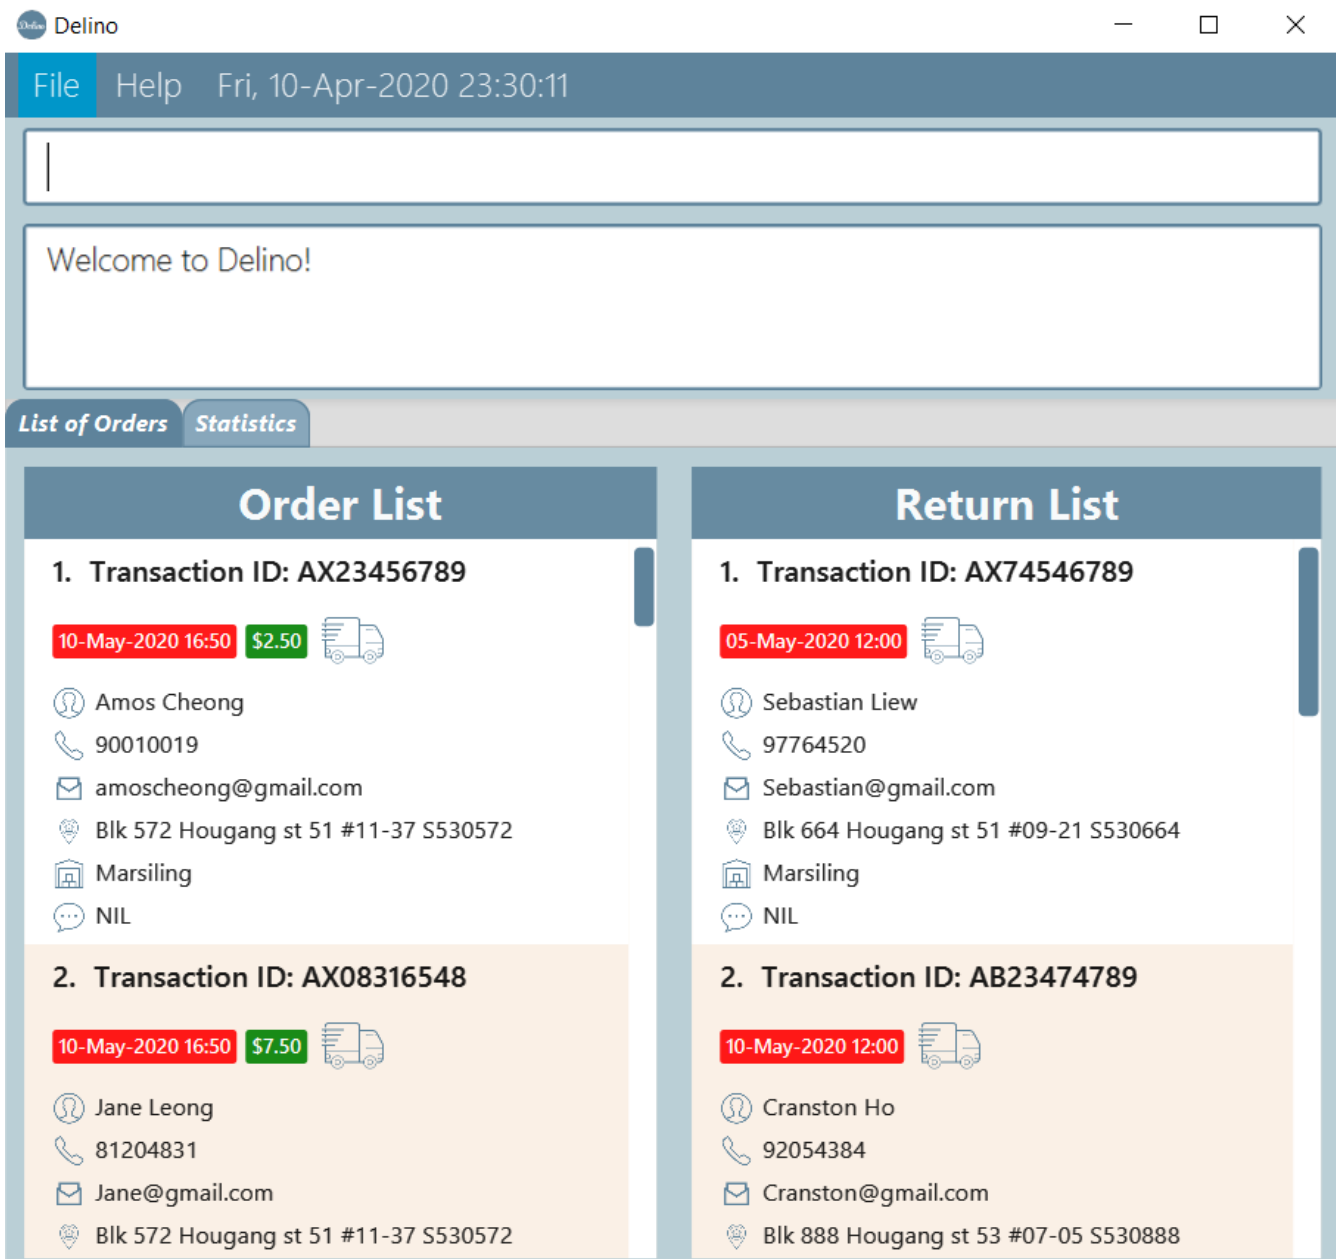 Delino Delino
File Help Fri, 10-Apr-2020 23:30:11
Welcome to Delino!
List of Orders Statistics
Order List
1. Transaction ID: AX23456789
10-May-2020 16:50 $2.50
Amos Cheong
90010019
amoscheong@gmail.com
Blk 572 Hougang st 51 #11-37 S530572
Marsiling
NIL
2. Transaction ID: AX08316548
10-May-2020 16:50 $7.50
Jane Leong
81204831
Jane@gmail.com
Blk 572 Hougang st 51 #11-37 S530572
Return List
1. Transaction ID: AX74546789
05-May-2020 12:00
Sebastian Liew
97764520
Sebastian@gmail.com
Blk 664 Hougang st 51 #09-21 S530664
Marsiling
NIL
2. Transaction ID: AB23474789
10-May-2020 12:00
Cranston Ho
92054384
Cranston@gmail.com
Blk 888 Hougang st 53 #07-05 S530888